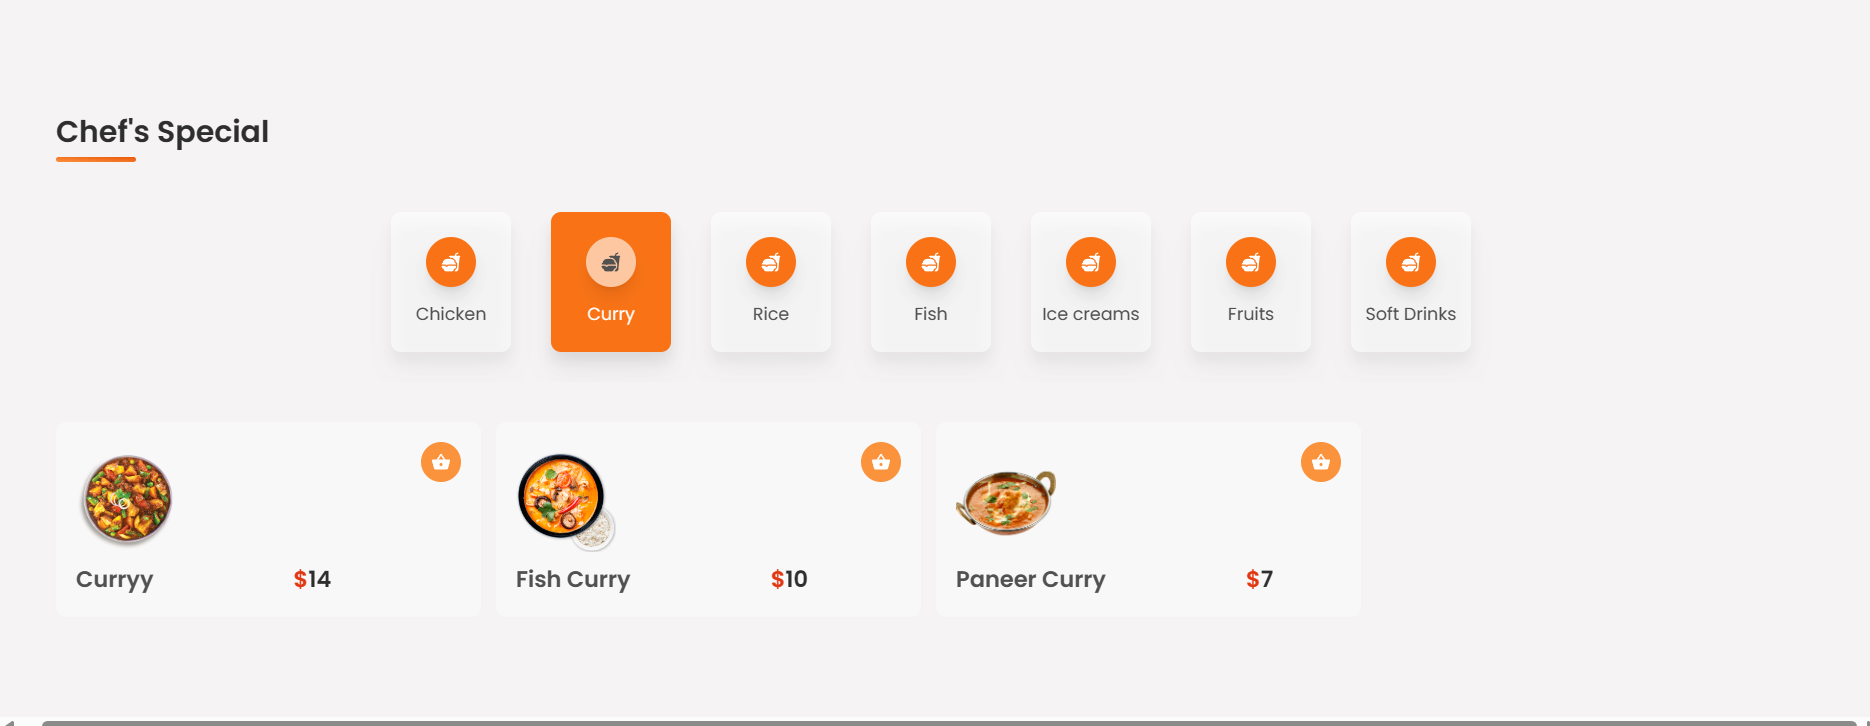 Chef's Special
Chicken
Curry
Rice
Fish
Ice creams
Fruits
Soft Drinks
Curryy
$14
Fish Curry
$10
Paneer Curry
$7